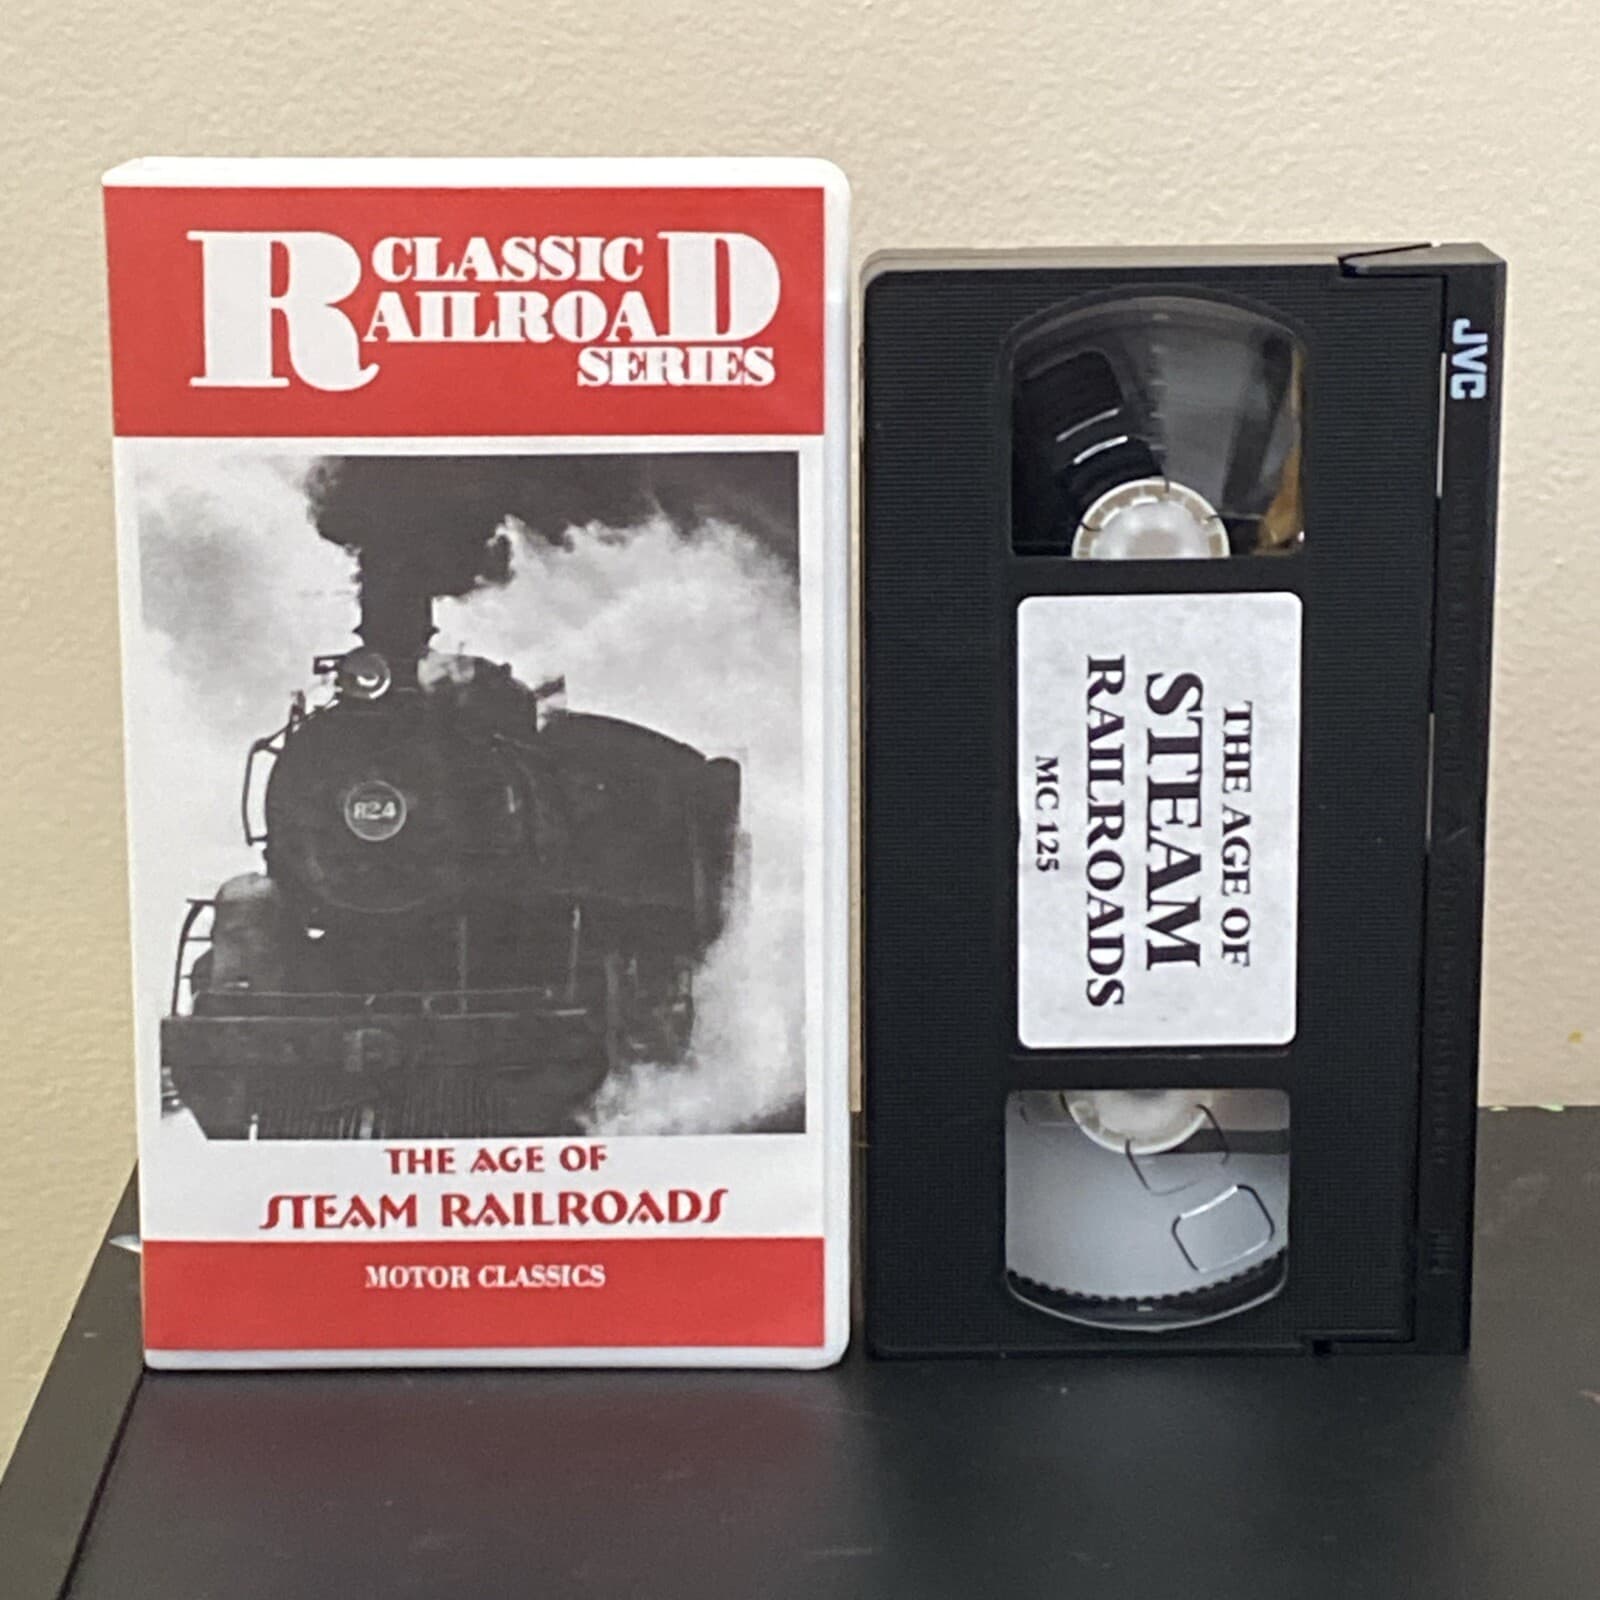 CLASSIC
RAILROAD
SERIES
824
THE AGE OF
STEAM RAILROADS
MOTOR CLASSICS
JVC
THE AGE OF
STEAM
RAILROADS
MC 125